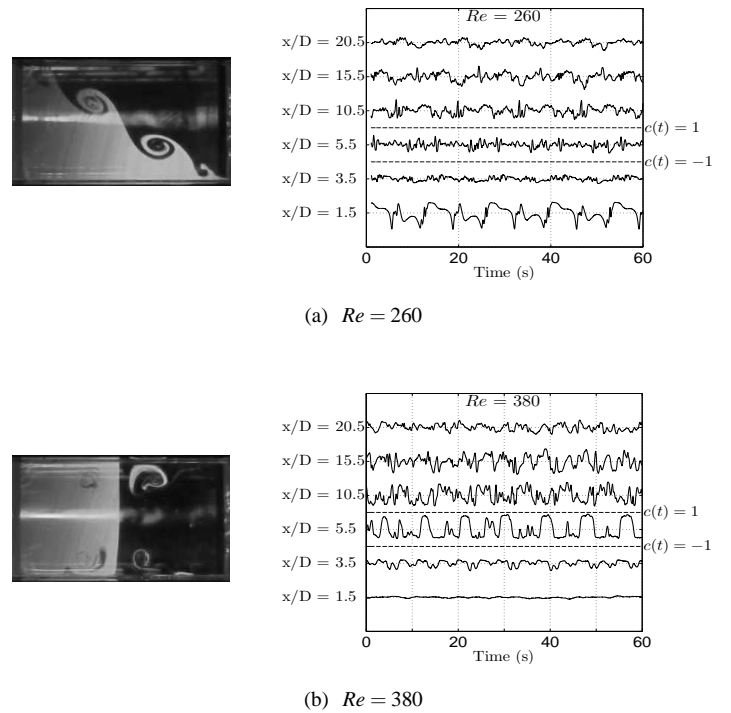 Re = 260
x/D = 20.5
x/D = 15.5
x/D = 10.5
c(t) = 1
x/D = 5.5
c(t) = −1
x/D = 3.5
x/D = 1.5
0 20 40 60
Time (s)
(a) Re = 260
Re = 380
x/D = 20.5
x/D = 15.5
x/D = 10.5
c(t) = 1
x/D = 5.5
c(t) = −1
x/D = 3.5
x/D = 1.5
0 20 40 60
Time (s)
(b) Re = 380